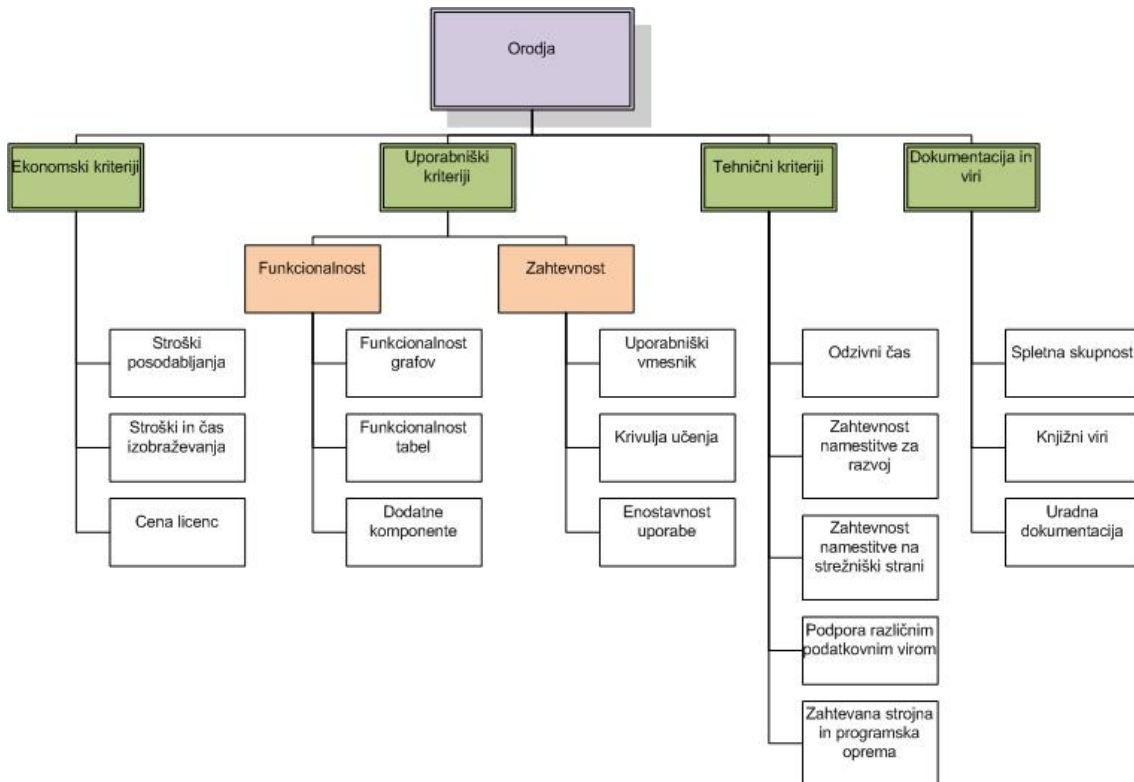 Orodja
Ekonomski kriteriji
Uporabniški
kriteriji
Tehnični kriteriji
Dokumentacija in
viri
Funkcionalnost
Zahtevnost
Stroški
posodabljanja
Stroški in čas
izobraževanja
Cena licenc
Funkcionalnost
grafov
Funkcionalnost
tabel
Dodatne
komponente
Uporabniški
vmesnik
Krivulja učenja
Enostavnost
uporabe
Odzivni čas
Zahtevnost
namestitve za
razvoj
Zahtevnost
namestitve na
strežniški strani
Podpora različnim
podatkovnim virom
Zahtevana strojna
in programska
oprema
Spletna skupnost
Knjižni viri
Uradna
dokumentacija